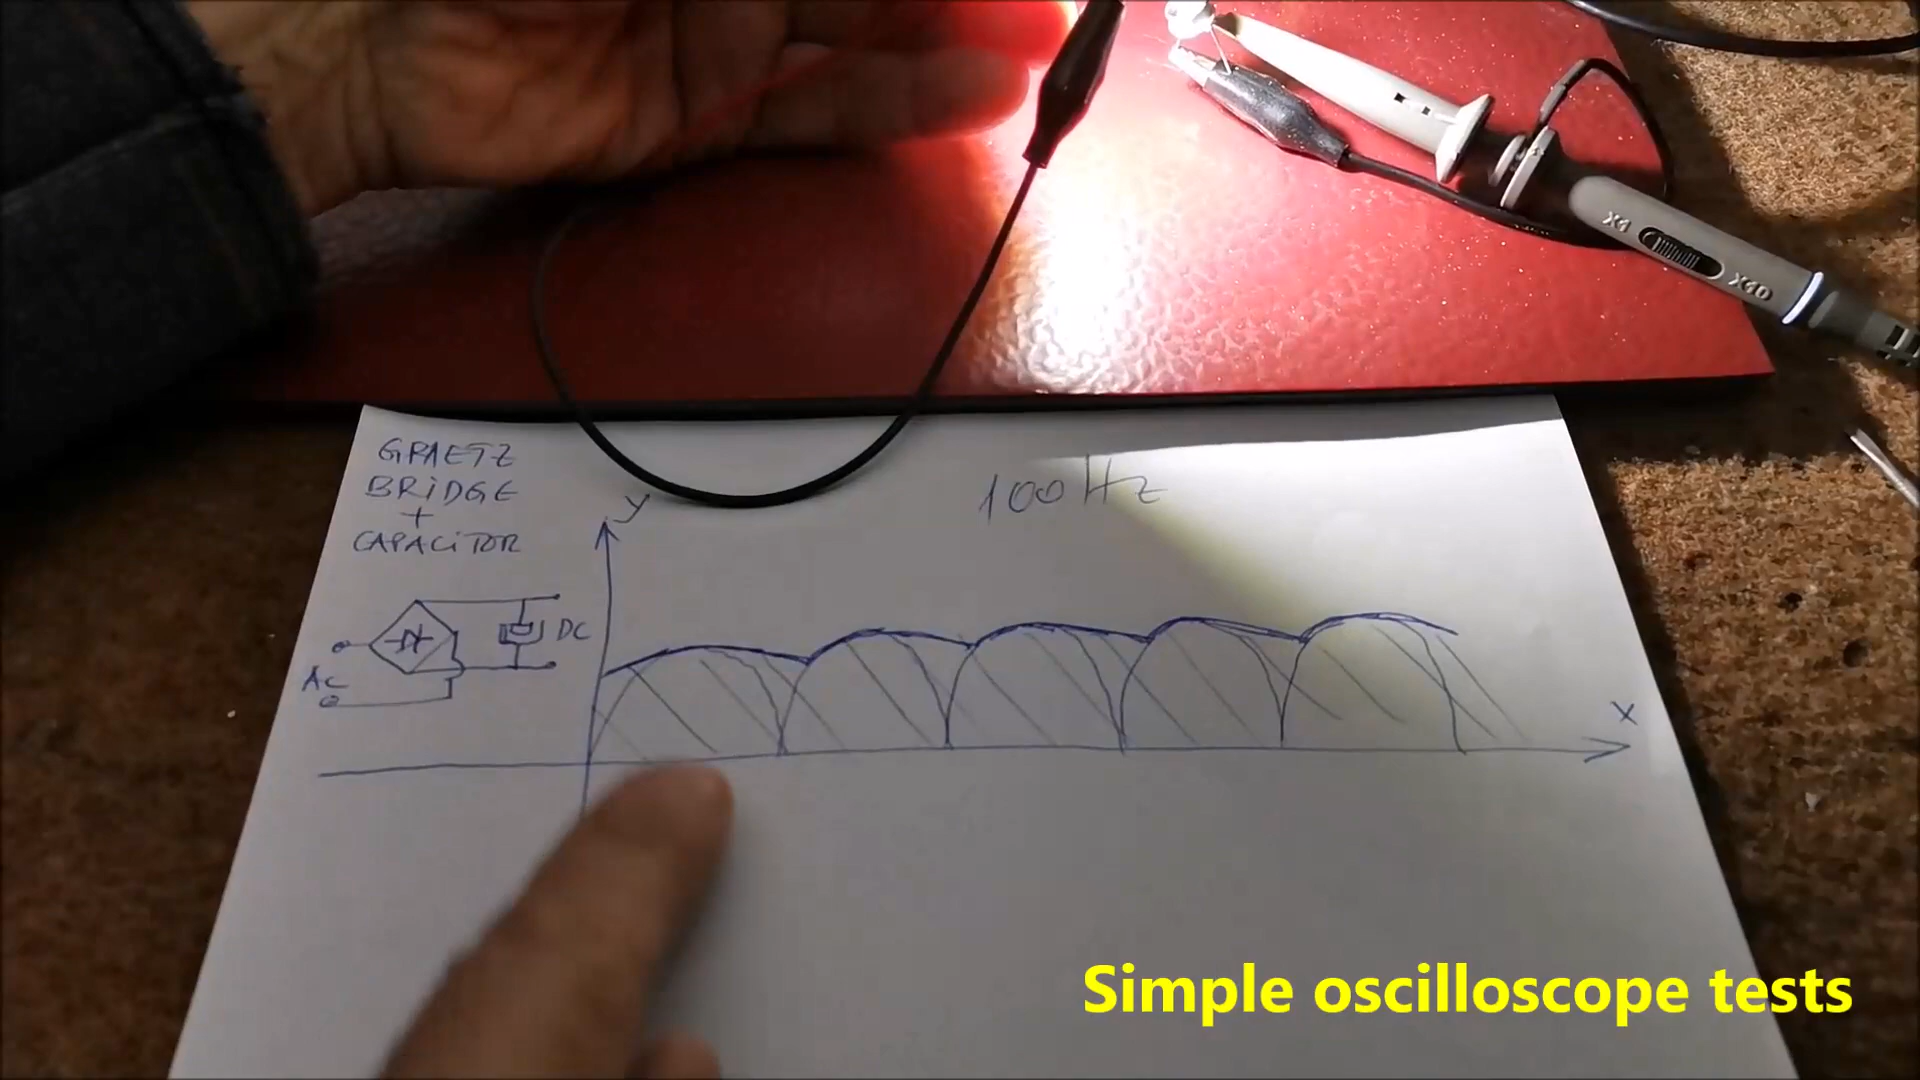 X1
X10
GRAETZ
BRIDGE
+
CAPACITOR
100Hz
y
DC
AC
x
Simple oscilloscope tests